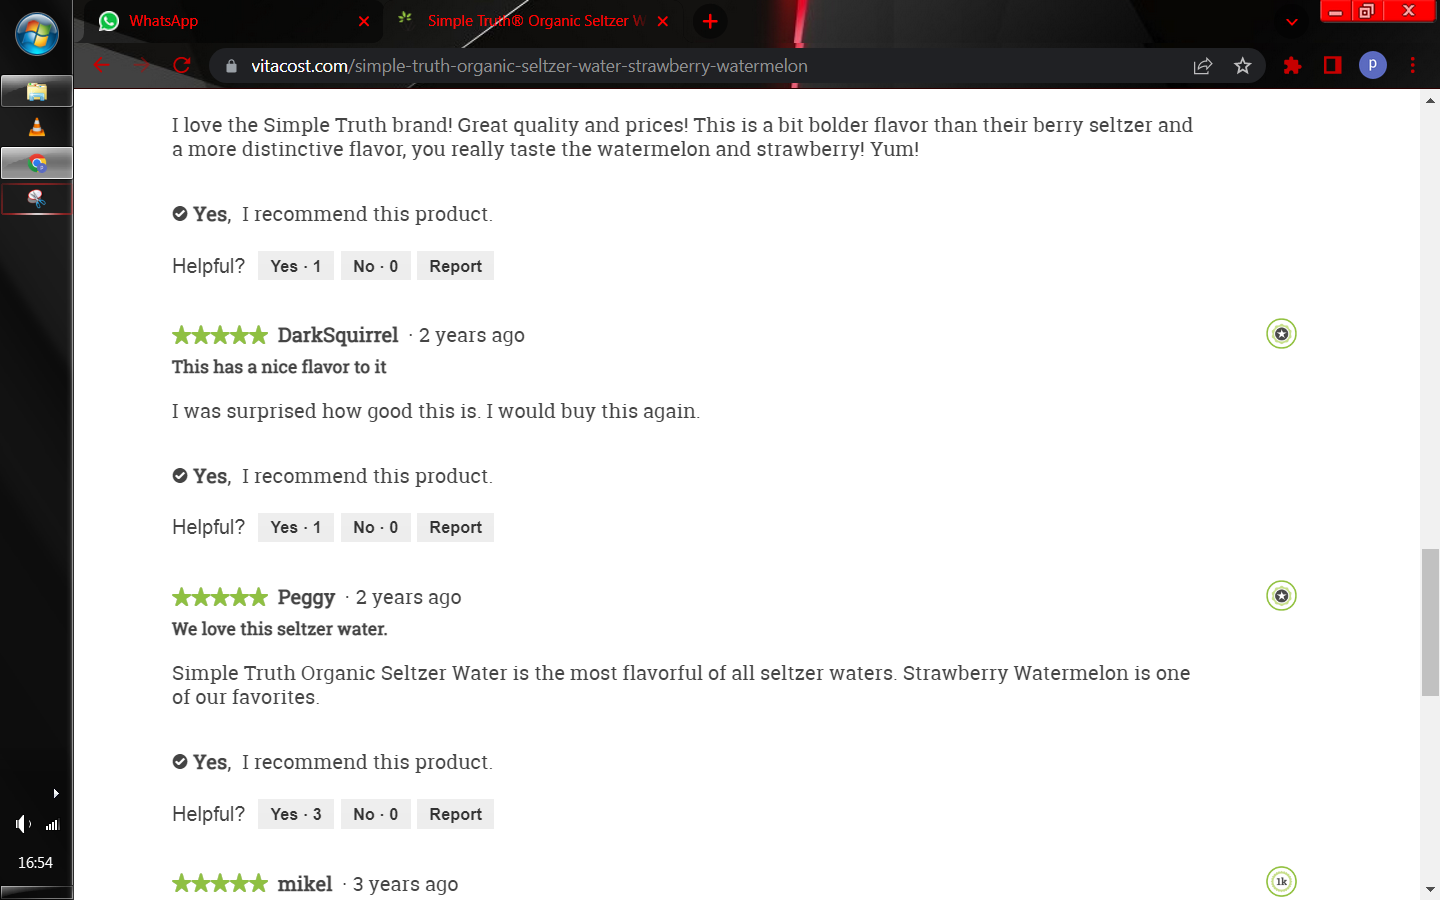 WhatsApp
Simple Truth® Organic Seltzer W
vitacost.com/simple-truth-organic-seltzer-water-strawberry-watermelon
p
I love the Simple Truth brand! Great quality and prices! This is a bit bolder flavor than their berry seltzer and
a more distinctive flavor, you really taste the watermelon and strawberry! Yum!
Yes, I recommend this product.
Helpful? Yes · 1 No · 0 Report
DarkSquirrel · 2 years ago
This has a nice flavor to it
I was surprised how good this is. I would buy this again.
Yes, I recommend this product.
Helpful? Yes · 1 No · 0 Report
Peggy · 2 years ago
We love this seltzer water.
Simple Truth Organic Seltzer Water is the most flavorful of all seltzer waters. Strawberry Watermelon is one
of our favorites.
Yes, I recommend this product.
Helpful? Yes · 3 No · 0 Report
mikel · 3 years ago
1k
16:54